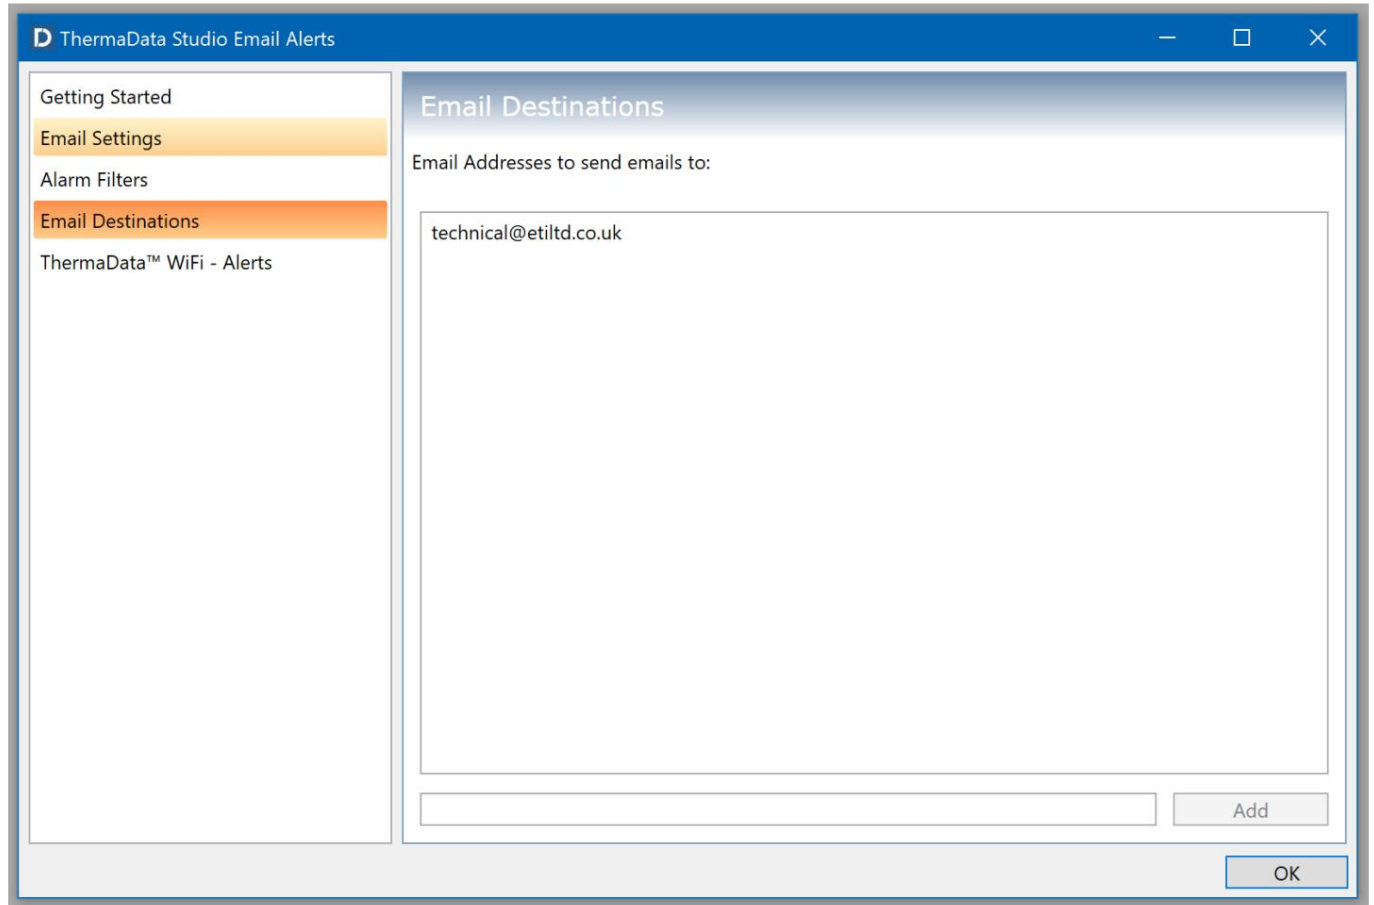 D ThermaData Studio Email Alerts
Getting Started
Email Settings
Alarm Filters
Email Destinations
ThermaData™ WiFi - Alerts
Email Destinations
Email Addresses to send emails to:
technical@etiltd.co.uk
Add
OK